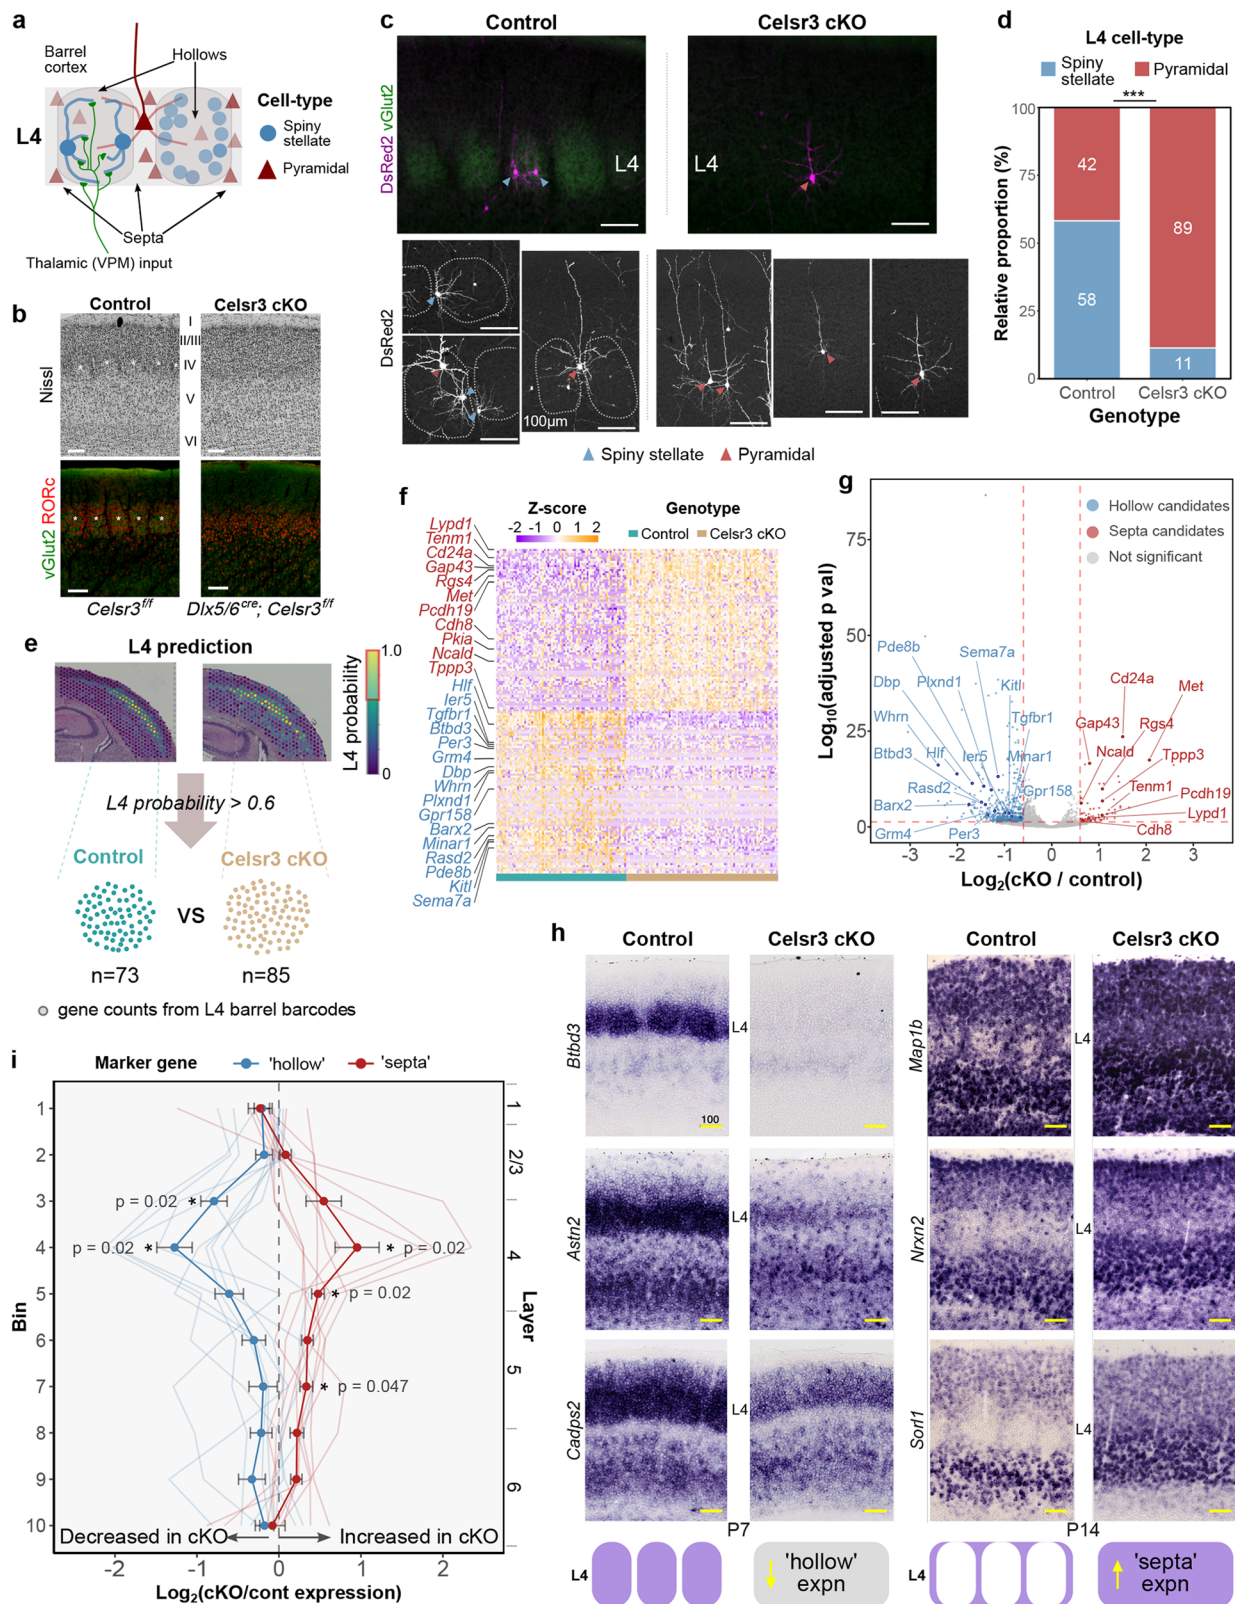 a
Barrel
cortex
Hollows
L4
Cell-type
Spiny
stellate
Pyramidal
Septa
Thalamic (VPM) input
b
Control
Celsr3 cKO
Nissl
I
II/III
IV
V
VI
vGlut2 RORc
Celsr3f/f
Dlx5/6cre; Celsr3f/f
c
Control
Celsr3 cKO
DsRed2 vGlut2
L4
L4
DsRed2
100µm
Spiny stellate
Pyramidal
d
L4 cell-type
Spiny
stellate
Pyramidal
***
Relative proportion (%)
100
75
50
25
0
42
58
89
11
Control
Celsr3 cKO
Genotype
e
L4 prediction
L4 probability
1.0
0
L4 probability > 0.6
Control
Celsr3 cKO
VS
n=73
n=85
gene counts from L4 barrel barcodes
f
Z-score
-2 -1 0 1 2
Genotype
Control
Celsr3 cKO
Lypd1
Tenm1
Cd24a
Gap43
Rgs4
Met
Pcdh19
Cdh8
Pkia
Ncald
Tppp3
Hlf
Ier5
Tgfbr1
Btbd3
Per3
Grm4
Dbp
Whrn
Plxnd1
Gpr158
Barx2
Minar1
Rasd2
Pde8b
Kitl
Sema7a
g
Hollow candidates
Septa candidates
Not significant
Log10(adjusted p val)
75
50
25
0
Pde8b
Sema7a
Dbp
Plxnd1
Kitl
Whrn
Tgfbr1
Btbd3
Hlf
Ier5
Minar1
Rasd2
Gpr158
Barx2
Grm4
Per3
Cd24a
Met
Gap43
Rgs4
Ncald
Tppp3
Tenm1
Pcdh19
Lypd1
Cdh8
-3 -2 -1 0 1 2 3
Log2(cKO / control)
h
Control
Celsr3 cKO
Control
Celsr3 cKO
Btbd3
L4
100
Map1b
L4
Astn2
L4
Nrxn2
L4
Cadps2
L4
Sorl1
L4
P7
P14
L4
'hollow'
expn
L4
'septa'
expn
i
Marker gene
'hollow'
'septa'
Bin
1
2
3
4
5
6
7
8
9
10
p = 0.02 *
p = 0.02 *
* p = 0.02
* p = 0.02
* p = 0.047
Layer
1
2/3
4
5
6
Decreased in cKO
Increased in cKO
-2 -1 0 1 2
Log2(cKO/cont expression)